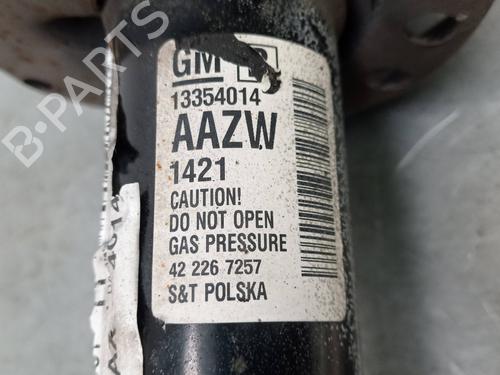 B-PARTS
GM
13354014
AAZW
1421
CAUTION!
DO NOT OPEN
GAS PRESSURE
42 226 7257
S&T POLSKA